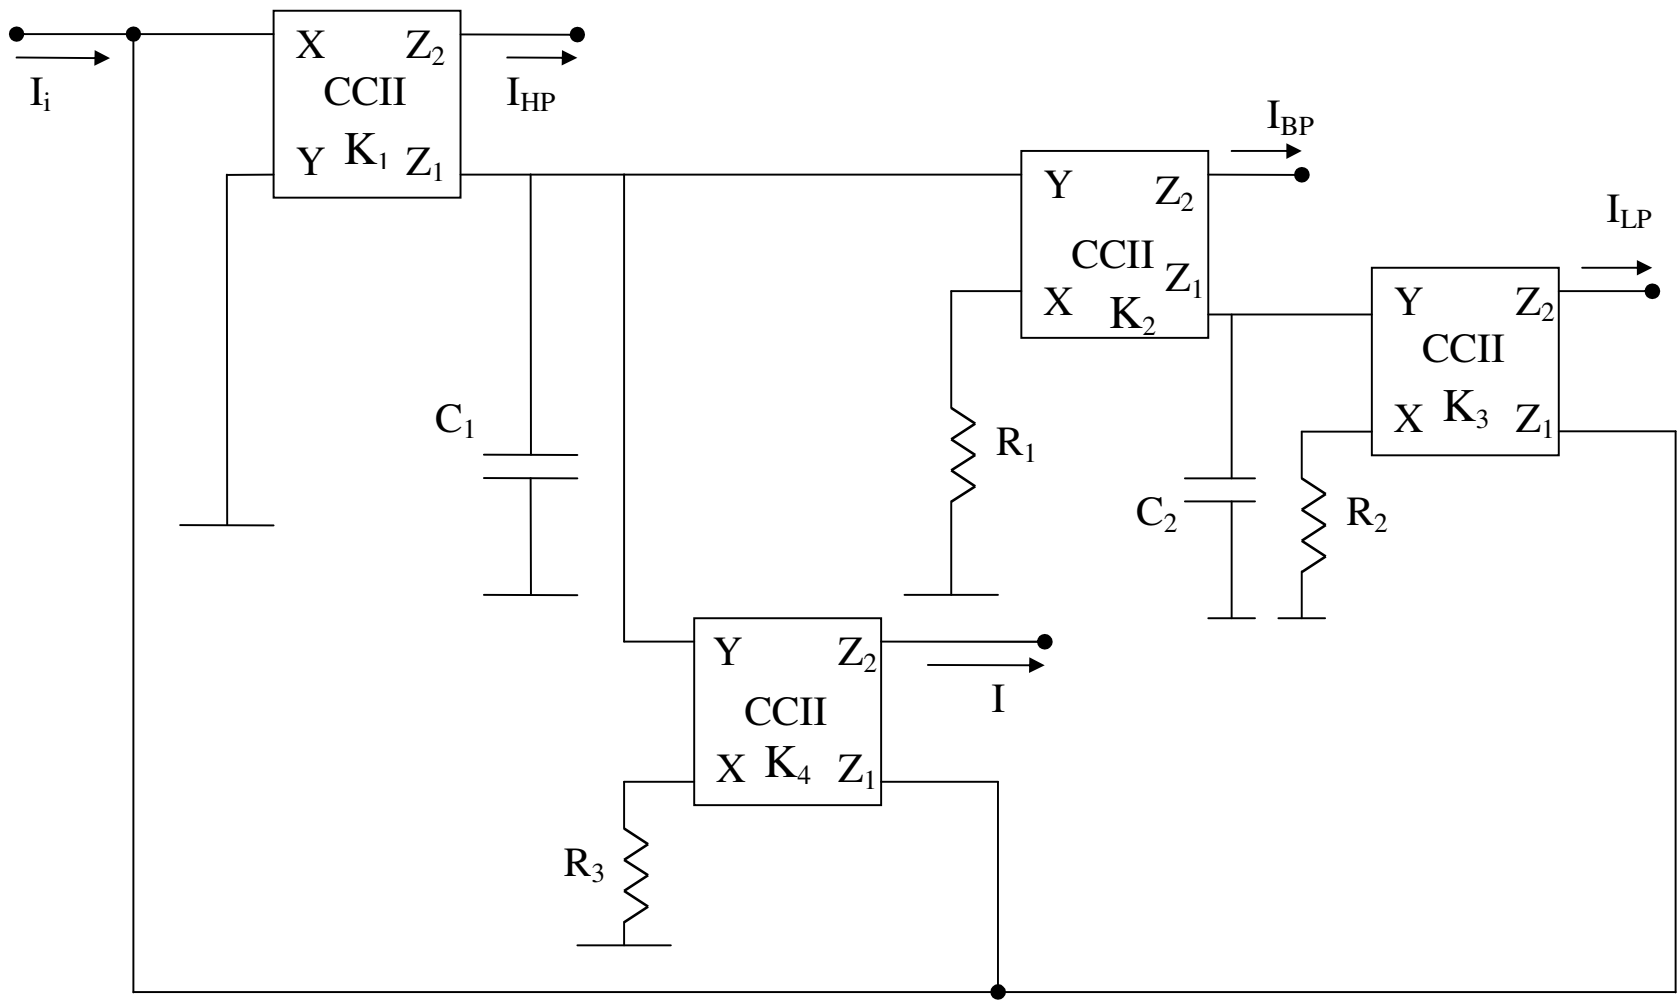 X Z₂
CCII
Y K₁ Z₁
Iᵢ
I_HP
I_BP
Y Z₂
CCII Z₁
X K₂
I_LP
Y Z₂
CCII
X K₃ Z₁
C₁
R₁
C₂
R₂
Y Z₂
CCII
X K₄ Z₁
I
R₃